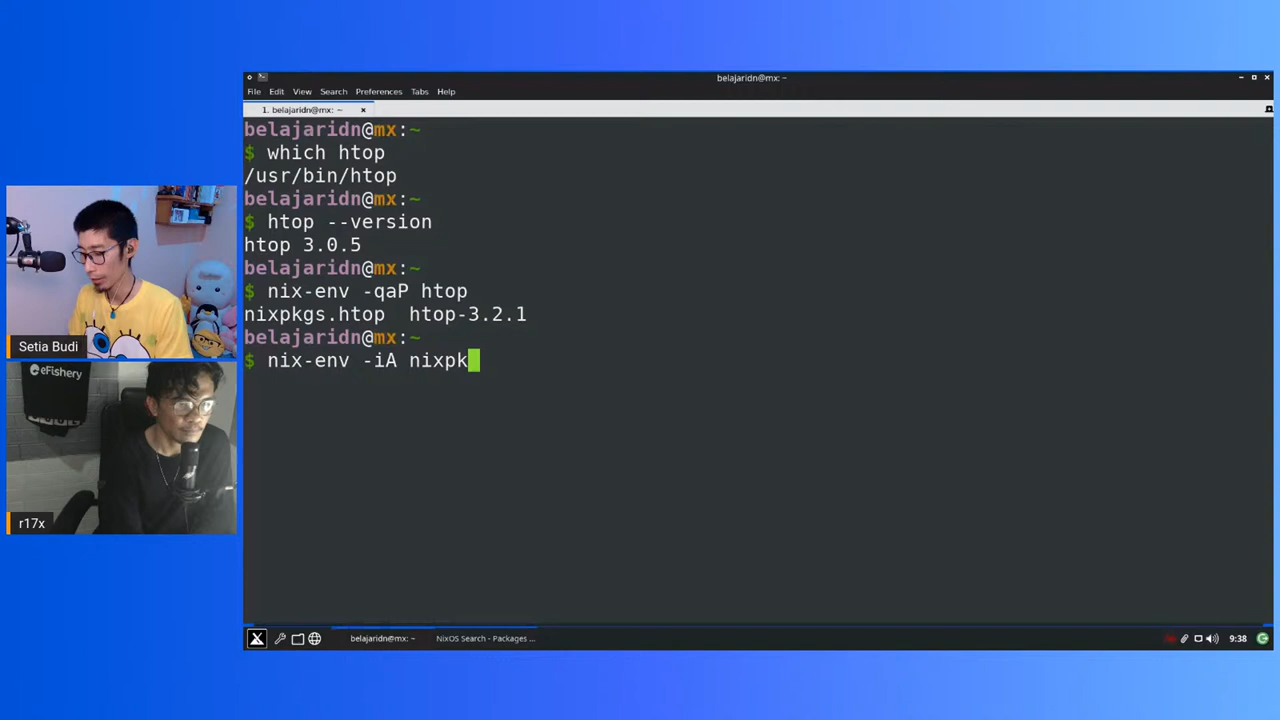 belajaridn@mx: ~
File Edit View Search Preferences Tabs Help
1. belajaridn@mx: ~ ×
belajaridn@mx:~
$ which htop
/usr/bin/htop
belajaridn@mx:~
$ htop --version
htop 3.0.5
belajaridn@mx:~
$ nix-env -qaP htop
nixpkgs.htop htop-3.2.1
belajaridn@mx:~
$ nix-env -iA nixpk
Setia Budi
eFishery
r17x
belajaridn@mx: ~ NixOS Search - Packages ... 9:38